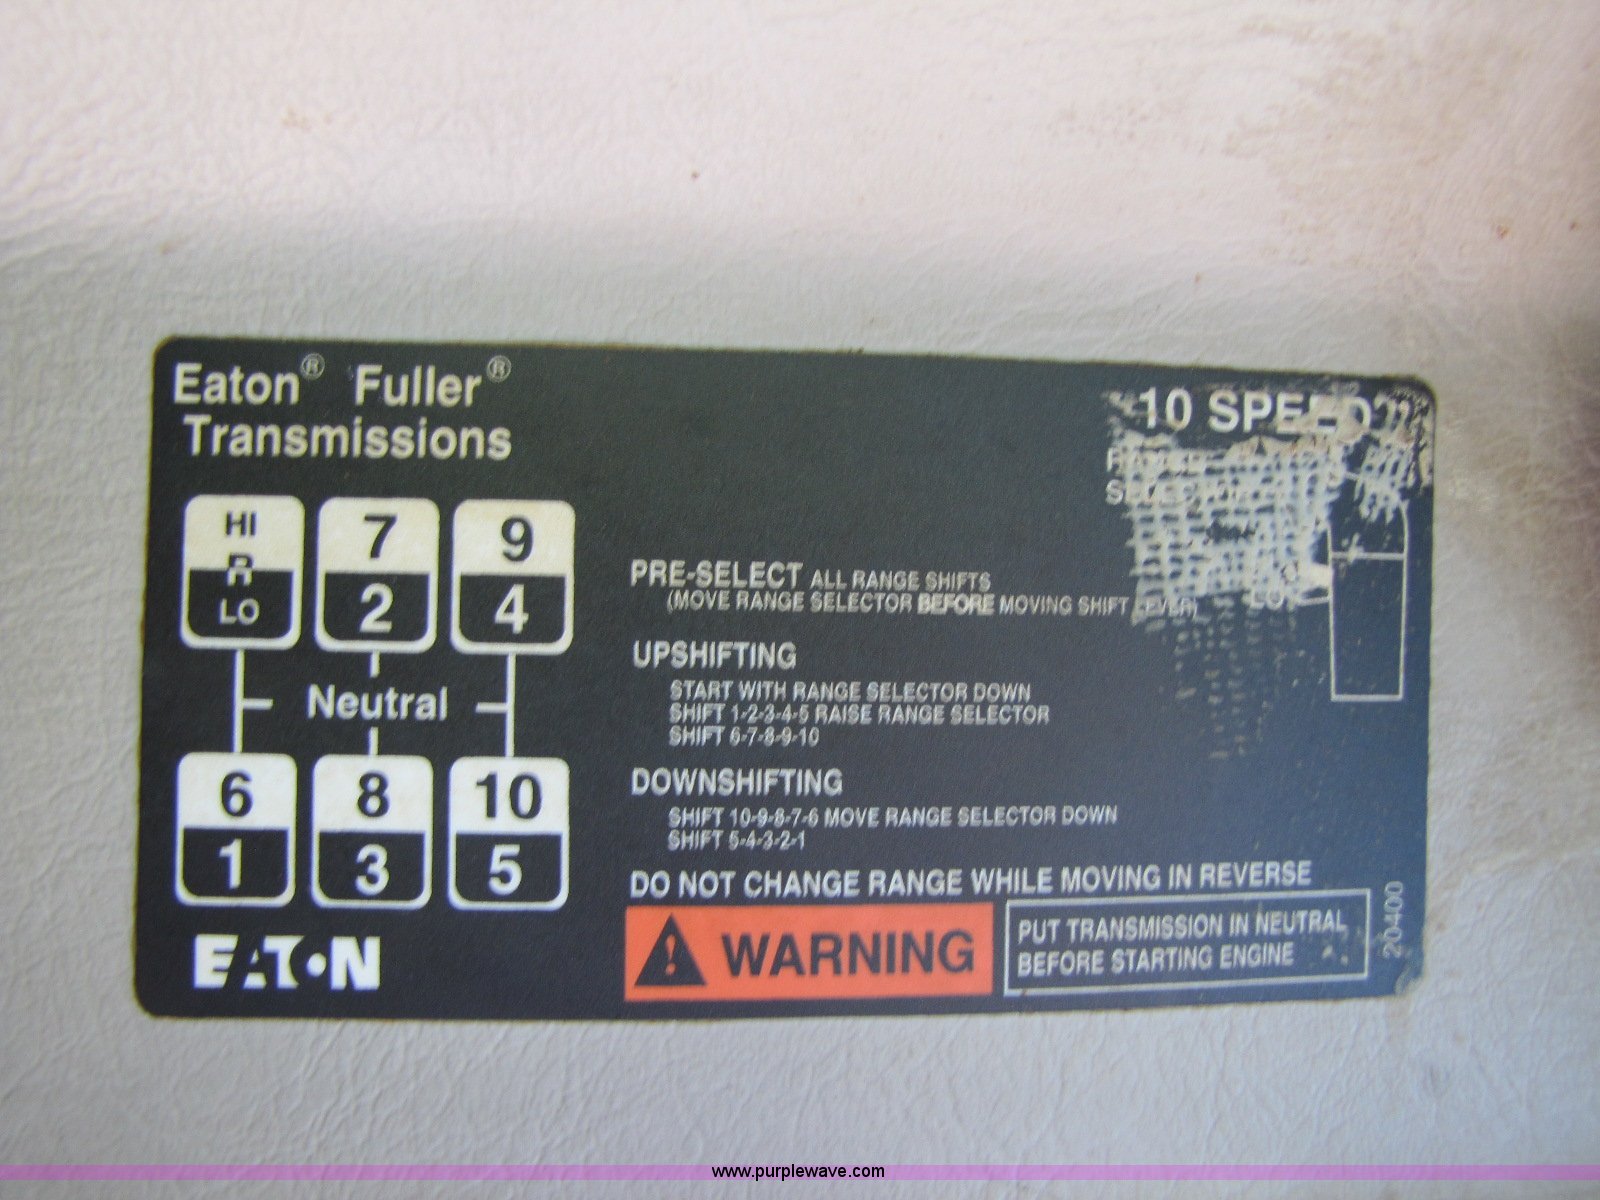 Eaton® Fuller®
Transmissions
10 SPEED
HI
R
LO
7
2
9
4
Neutral
6
1
8
3
10
5
EATON
RANGE
SELECTOR
LO
PRE-SELECT ALL RANGE SHIFTS
(MOVE RANGE SELECTOR BEFORE MOVING SHIFT LEVER)
UPSHIFTING
START WITH RANGE SELECTOR DOWN
SHIFT 1-2-3-4-5 RAISE RANGE SELECTOR
SHIFT 6-7-8-9-10
DOWNSHIFTING
SHIFT 10-9-8-7-6 MOVE RANGE SELECTOR DOWN
SHIFT 5-4-3-2-1
DO NOT CHANGE RANGE WHILE MOVING IN REVERSE
WARNING
PUT TRANSMISSION IN NEUTRAL
BEFORE STARTING ENGINE
20400
www.purplewave.com